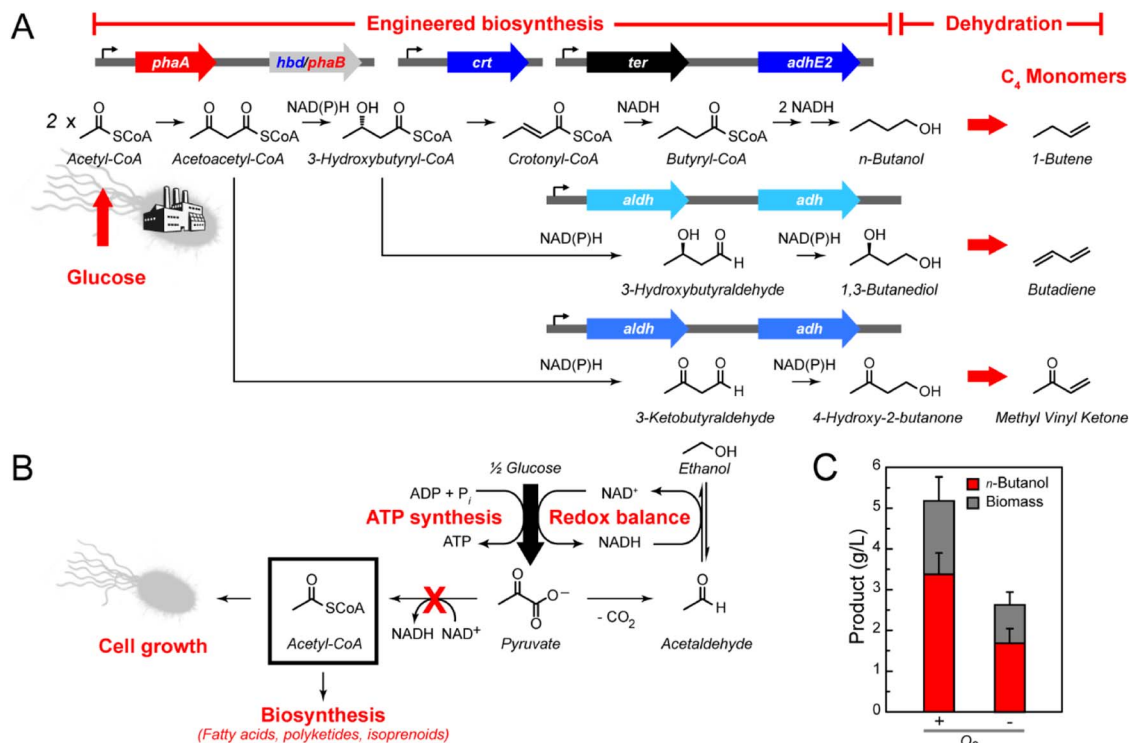 A
Engineered biosynthesis
Dehydration
phaA
hbd/phaB
crt
ter
adhE2
C₄ Monomers
2 x
O
SCoA
O O
SCoA
NAD(P)H
OH O
SCoA
O
SCoA
NADH
O
SCoA
2 NADH
OH
Acetyl-CoA
Acetoacetyl-CoA
3-Hydroxybutyryl-CoA
Crotonyl-CoA
Butyryl-CoA
n-Butanol
1-Butene
aldh
adh
Glucose
NAD(P)H
OH O
H
NAD(P)H
OH
OH
3-Hydroxybutyraldehyde
1,3-Butanediol
Butadiene
aldh
adh
NAD(P)H
O O
H
NAD(P)H
O
OH
O
3-Ketobutyraldehyde
4-Hydroxy-2-butanone
Methyl Vinyl Ketone
B
½ Glucose
OH
Ethanol
ADP + Pi
NAD⁺
ATP synthesis
Redox balance
ATP
NADH
O
SCoA
Acetyl-CoA
X
NADH
NAD⁺
O
O⁻
O
Pyruvate
- CO₂
O
H
Acetaldehyde
Cell growth
Biosynthesis
(Fatty acids, polyketides, isoprenoids)
C
n-Butanol
Biomass
Product (g/L)
6
5
4
3
2
1
0
+
-